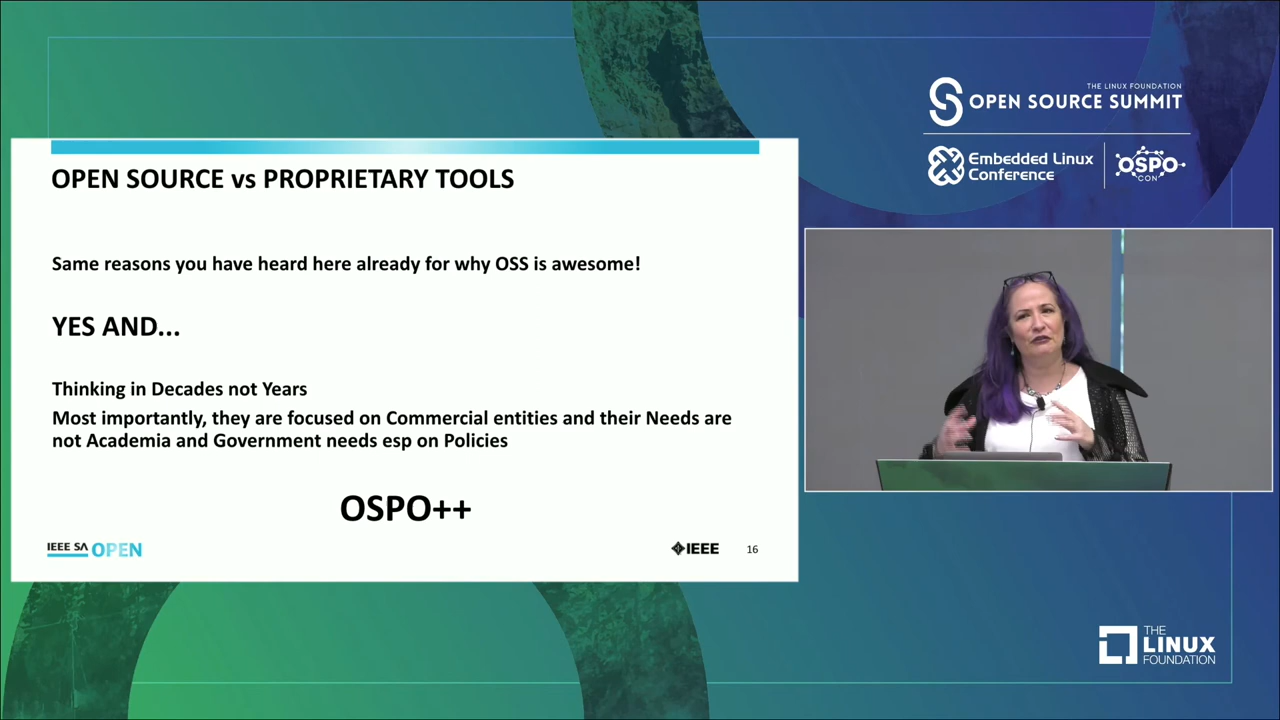 THE LINUX FOUNDATION
OPEN SOURCE SUMMIT
Embedded Linux
Conference
OSPO
CON
OPEN SOURCE vs PROPRIETARY TOOLS
Same reasons you have heard here already for why OSS is awesome!
YES AND...
Thinking in Decades not Years
Most importantly, they are focused on Commercial entities and their Needs are
not Academia and Government needs esp on Policies
OSPO++
IEEE SA OPEN
IEEE
16
THE
LINUX
FOUNDATION